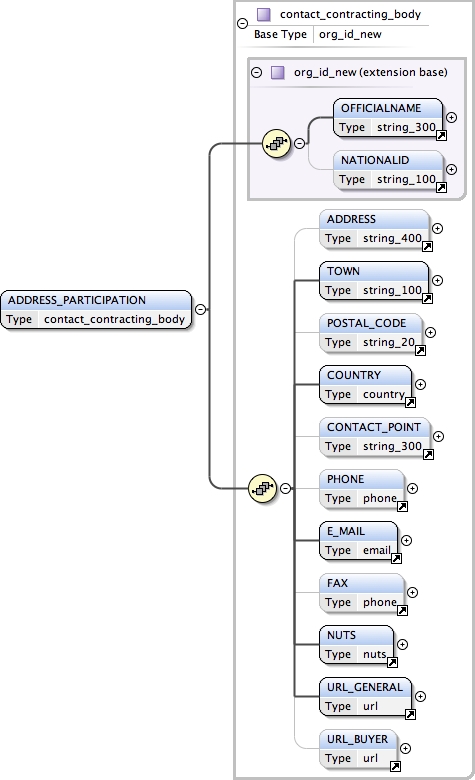 contact_contracting_body
Base Type org_id_new
org_id_new (extension base)
OFFICIALNAME
Type string_300
NATIONALID
Type string_100
ADDRESS
Type string_400
TOWN
Type string_100
ADDRESS_PARTICIPATION
Type contact_contracting_body
POSTAL_CODE
Type string_20
COUNTRY
Type country
CONTACT_POINT
Type string_300
PHONE
Type phone
E_MAIL
Type email
FAX
Type phone
NUTS
Type nuts
URL_GENERAL
Type url
URL_BUYER
Type url